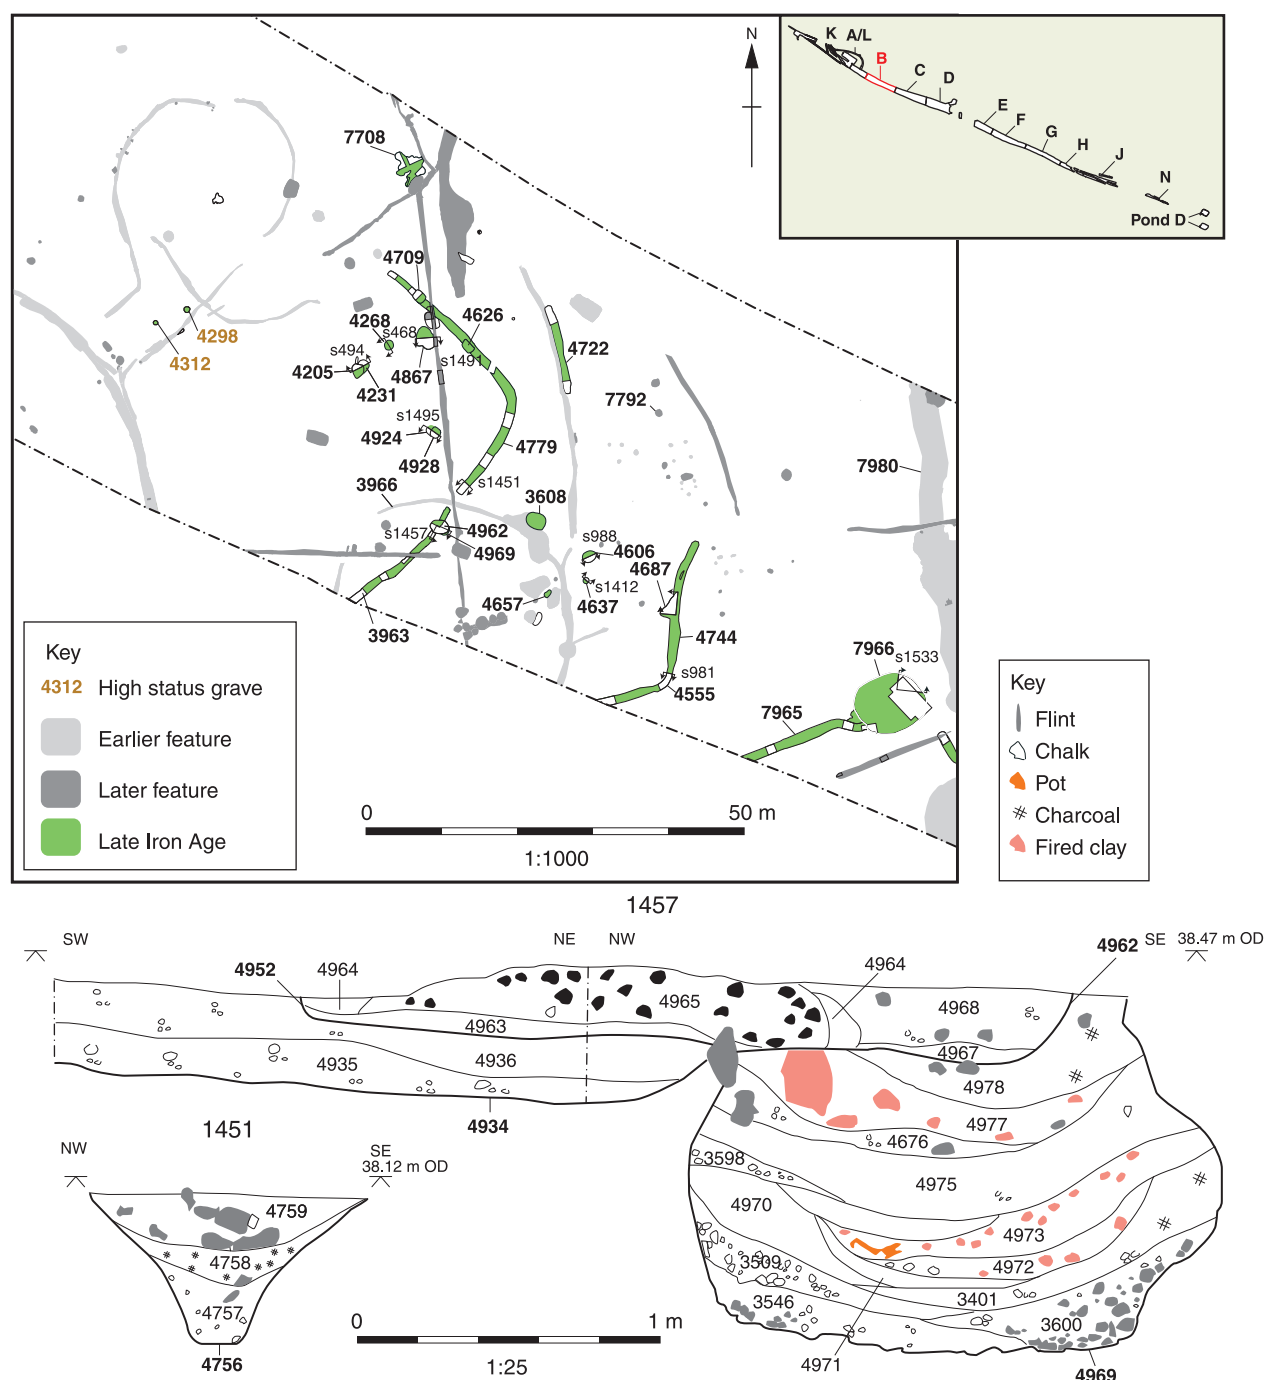 N
K
A/L
B
C
D
E
F
G
H
J
N
Pond D
7708
4709
4626
4268
s468
s494
4205
4231
4867
s1491
4722
7792
4298
4312
s1495
4924
4928
4779
7980
3966
s1451
3608
s1457
4962
4969
s988
4606
4687
s1412
4657
4637
3963
4744
s981
4555
7966
s1533
7965
Key
4312 High status grave
Earlier feature
Later feature
Late Iron Age
0 50 m
1:1000
Key
Flint
Chalk
Pot
Charcoal
Fired clay
1457
SW
NE
NW
4962 SE 38.47 m OD
4952
4964
4964
4965
4968
4963
4967
4935
4936
4978
4934
4977
4676
3598
4975
4970
4973
3509
4972
3401
3546
3600
4971
4969
1451
NW
SE
38.12 m OD
4759
4758
4757
4756
0 1 m
1:25